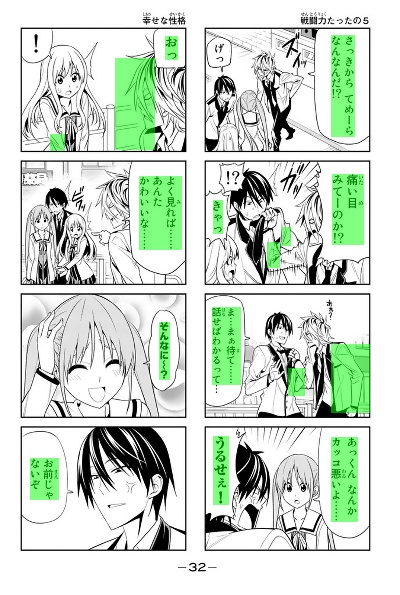 戦闘力たったの5
さっきから てめーら
なんなんだ!?
げっ
痛い目
みてーのか!?
!?
きゃっ
あぁ?
ま…まぁ待て…
話せばわかるって…
あっくん なんか
カッコ悪いよ……
うるせぇ!
幸せな性格
おっ
!
よく見れば…
あんた
かわいいな……
そんなに〜?
お前じゃ
ないぞ
－32－